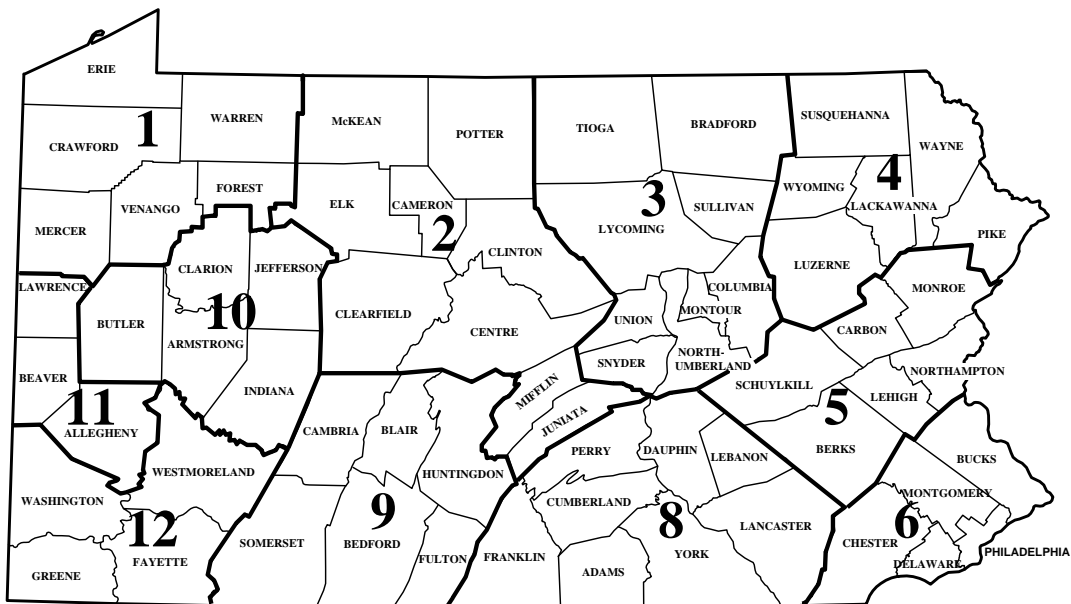 ERIE
CRAWFORD
1
WARREN
McKEAN
POTTER
TIOGA
BRADFORD
SUSQUEHANNA
WAYNE
MERCER
VENANGO
FOREST
ELK
CAMERON
2
CLINTON
3
LYCOMING
SULLIVAN
WYOMING
4
LACKAWANNA
PIKE
LUZERNE
LAWRENCE
BUTLER
CLARION
JEFFERSON
10
ARMSTRONG
CLEARFIELD
CENTRE
UNION
MONTOUR
COLUMBIA
MONROE
CARBON
BEAVER
11
ALLEGHENY
INDIANA
SNYDER
NORTH-
UMBERLAND
SCHUYLKILL
5
NORTHAMPTON
LEHIGH
MIFFLIN
JUNIATA
CAMBRIA
BLAIR
HUNTINGDON
PERRY
DAUPHIN
LEBANON
BERKS
BUCKS
WASHINGTON
WESTMORELAND
12
FAYETTE
GREENE
SOMERSET
9
BEDFORD
FULTON
FRANKLIN
CUMBERLAND
ADAMS
8
YORK
LANCASTER
MONTGOMERY
6
CHESTER
DELAWARE
PHILADELPHIA